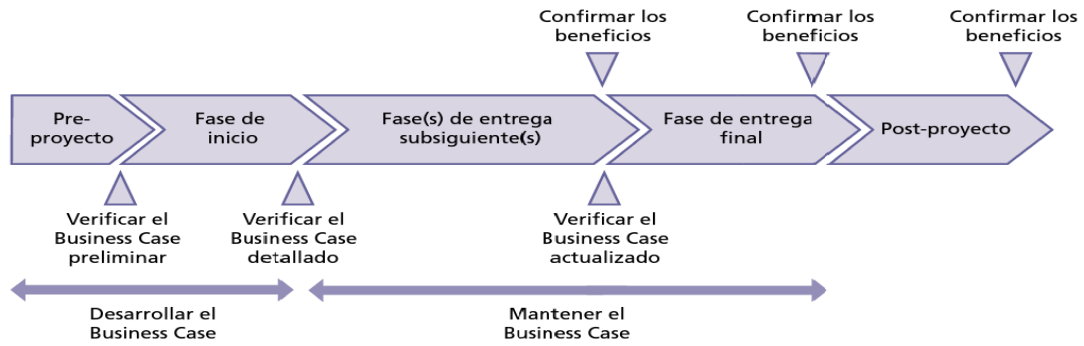 Confirmar los
beneficios
Confirmar los
beneficios
Confirmar los
beneficios
Pre-
proyecto
Fase de
inicio
Fase(s) de entrega
subsiguiente(s)
Fase de entrega
final
Post-proyecto
Verificar el
Business Case
preliminar
Verificar el
Business Case
detallado
Verificar el
Business Case
actualizado
Desarrollar el
Business Case
Mantener el
Business Case